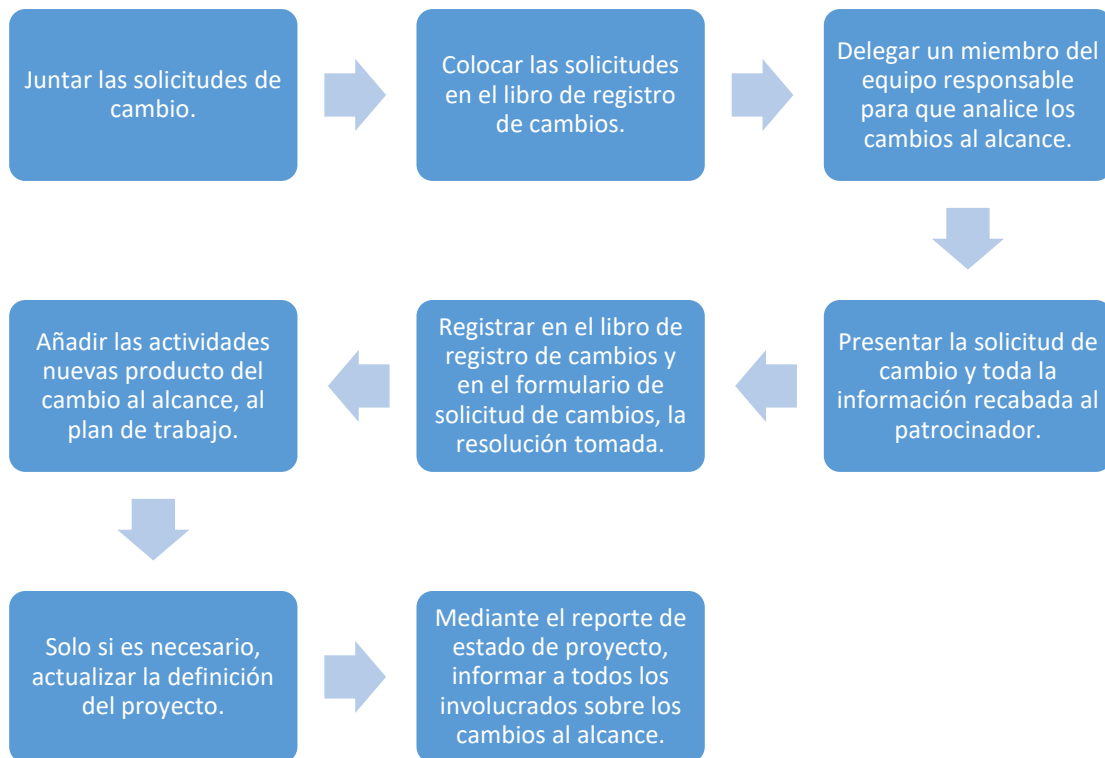 Juntar las solicitudes de
cambio.
Colocar las solicitudes
en el libro de registro
de cambios.
Delegar un miembro del
equipo responsable
para que analice los
cambios al alcance.
Presentar la solicitud de
cambio y toda la
información recabada al
patrocinador.
Registrar en el libro de
registro de cambios y
en el formulario de
solicitud de cambios, la
resolución tomada.
Añadir las actividades
nuevas producto del
cambio al alcance, al
plan de trabajo.
Solo si es necesario,
actualizar la definición
del proyecto.
Mediante el reporte de
estado de proyecto,
informar a todos los
involucrados sobre los
cambios al alcance.